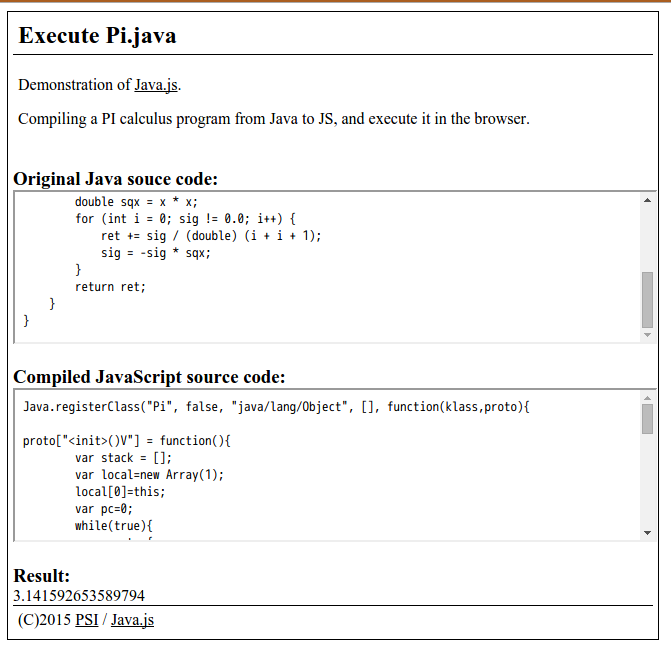 Execute Pi.java
Demonstration of Java.js.
Compiling a PI calculus program from Java to JS, and execute it in the browser.
Original Java souce code:
double sqx = x * x;
for (int i = 0; sig != 0.0; i++) {
ret += sig / (double) (i + i + 1);
sig = -sig * sqx;
}
return ret;
}
}
Compiled JavaScript source code:
Java.registerClass("Pi", false, "java/lang/Object", [], function(klass,proto){
proto["<init>()V"] = function(){
var stack = [];
var local=new Array(1);
local[0]=this;
var pc=0;
while(true){
Result:
3.141592653589794
(C)2015 PSI / Java.js